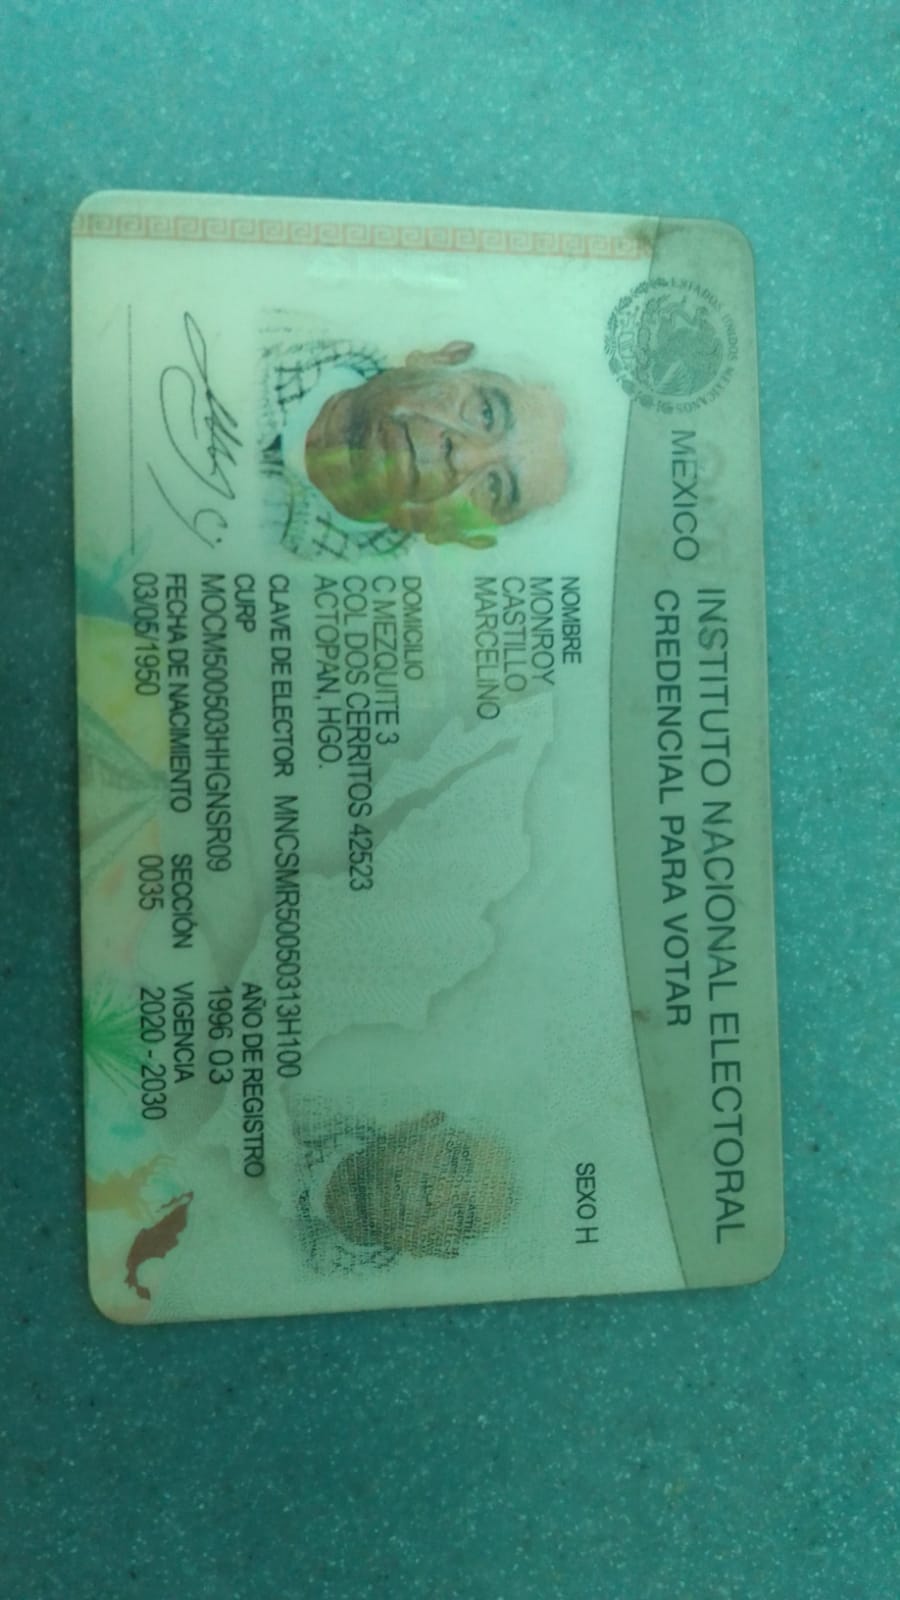 ESTADOS UNIDOS MEXICANOS
MÉXICO
INSTITUTO NACIONAL ELECTORAL
CREDENCIAL PARA VOTAR
NOMBRE
SEXO H
MONROY
CASTILLO
MARCELINO
DOMICILIO
C MEZQUITE 3
COL DOS CERRITOS 42523
ACTOPAN, HGO.
CLAVE DE ELECTOR MNCSMR50050313H100
CURP AÑO DE REGISTRO
MOCM500503HHGNSR09 1996 03
FECHA DE NACIMIENTO SECCIÓN VIGENCIA
03/05/1950 0035 2020 - 2030